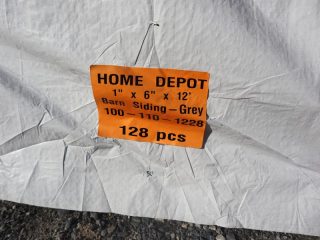 HOME DEPOT
1" x 6" x 12'
Barn Siding - Grey
100-110-1228
128 pcs